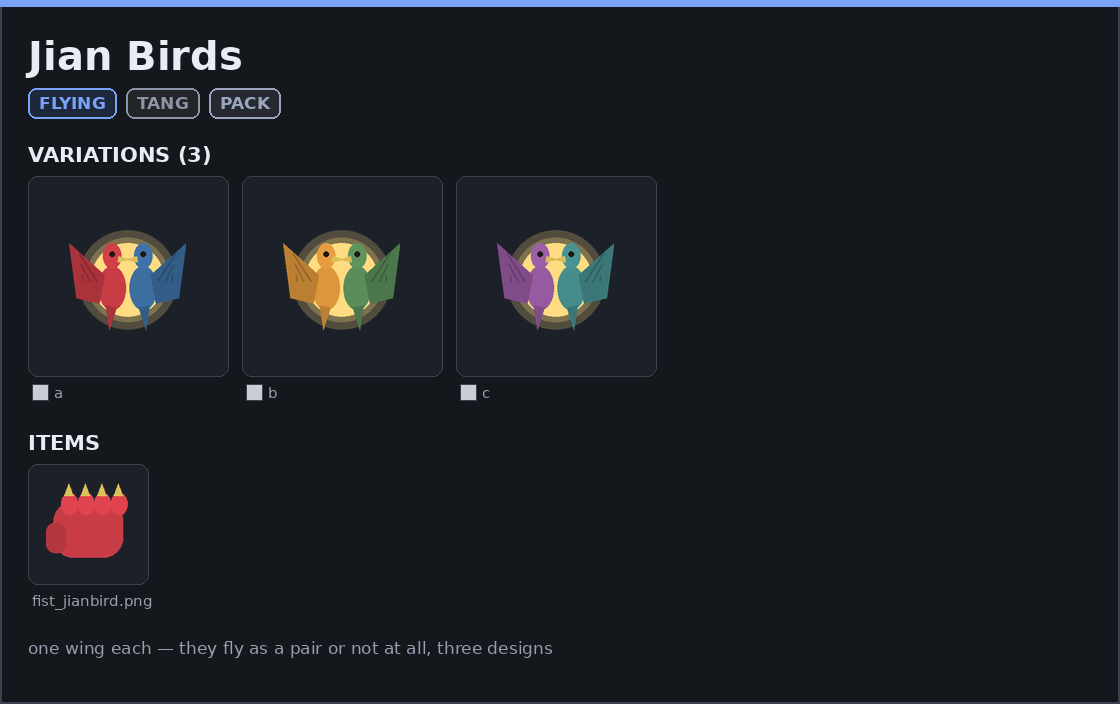 Jian Birds
FLYING TANG PACK
VARIATIONS (3)
a b c
ITEMS
fist_jianbird.png
one wing each — they fly as a pair or not at all, three designs